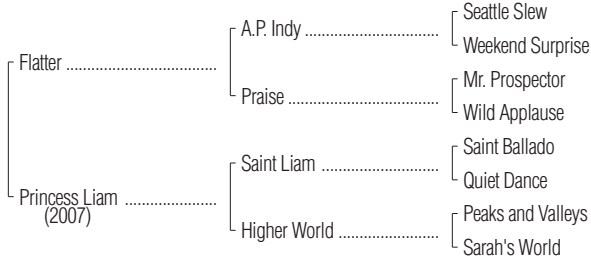 Seattle Slew
A.P. Indy ................................
Weekend Surprise
Flatter ....................................
Mr. Prospector
Praise ....................................
Wild Applause
Saint Ballado
Saint Liam ............................
Quiet Dance
Princess Liam ......................
(2007)
Peaks and Valleys
Higher World ........................
Sarah's World